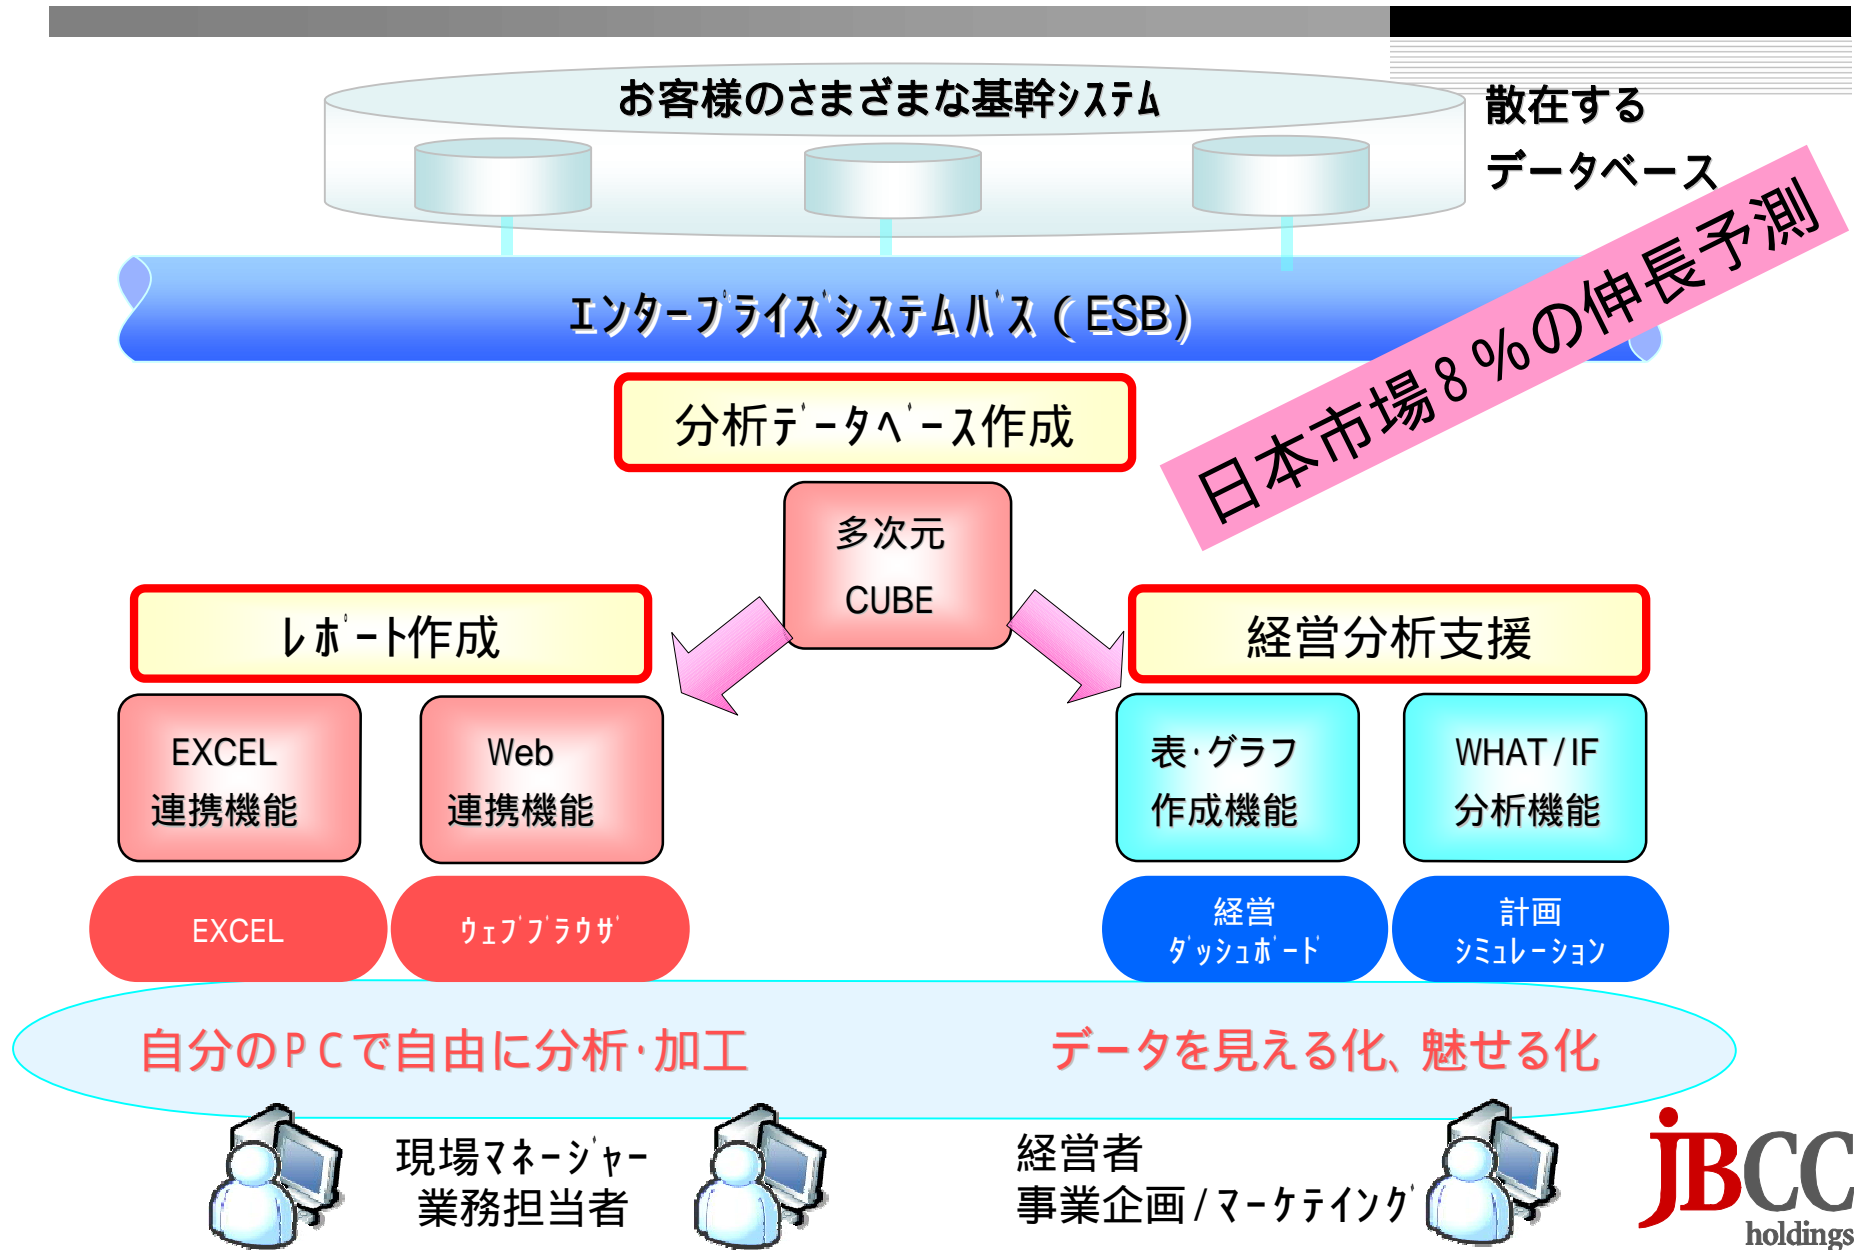 お客様のさまざまな基幹ｼｽﾃﾑ
散在する
データベース
日本市場８％の伸長予測
ｴﾝﾀｰﾌﾟﾗｲｽﾞｼｽﾃﾑﾊﾞｽ（ESB)
分析ﾃﾞｰﾀﾍﾞｰｽ作成
多次元
CUBE
ﾚﾎﾟｰﾄ作成
経営分析支援
EXCEL
連携機能
Web
連携機能
表・グラフ
作成機能
WHAT/IF
分析機能
EXCEL
ｳｪﾌﾞﾌﾞﾗｳｻﾞ
経営
ﾀﾞｯｼｭﾎﾞｰﾄﾞ
計画
ｼﾐｭﾚｰｼｮﾝ
自分のＰＣで自由に分析・加工
データを見える化、魅せる化
現場ﾏﾈｰｼﾞｬｰ
業務担当者
経営者
事業企画/ﾏｰｹﾃｲﾝｸﾞ
JBCC
holdings